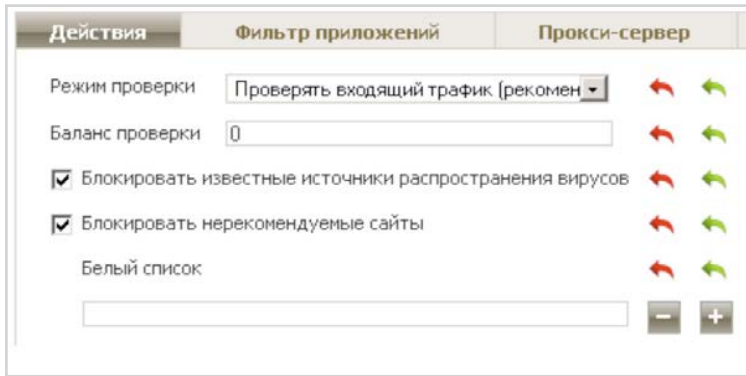 Действия Фильтр приложений Прокси-сервер
Режим проверки Проверять входящий трафик (рекомен
Баланс проверки 0
Блокировать известные источники распространения вирусов
Блокировать нерекомендуемые сайты
Белый список